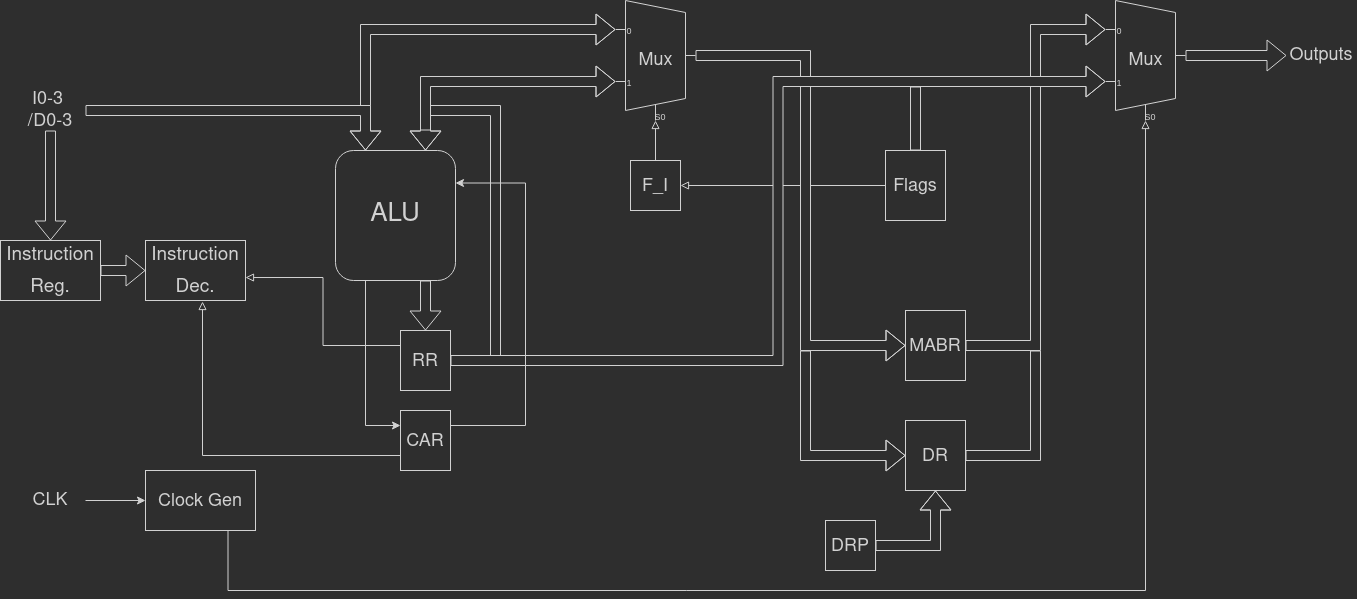 I0-3
/D0-3
Instruction
Reg.
Instruction
Dec.
ALU
RR
CAR
CLK
Clock Gen
0
Mux
1
S0
F_I
Flags
MABR
DR
DRP
0
Mux
1
S0
Outputs